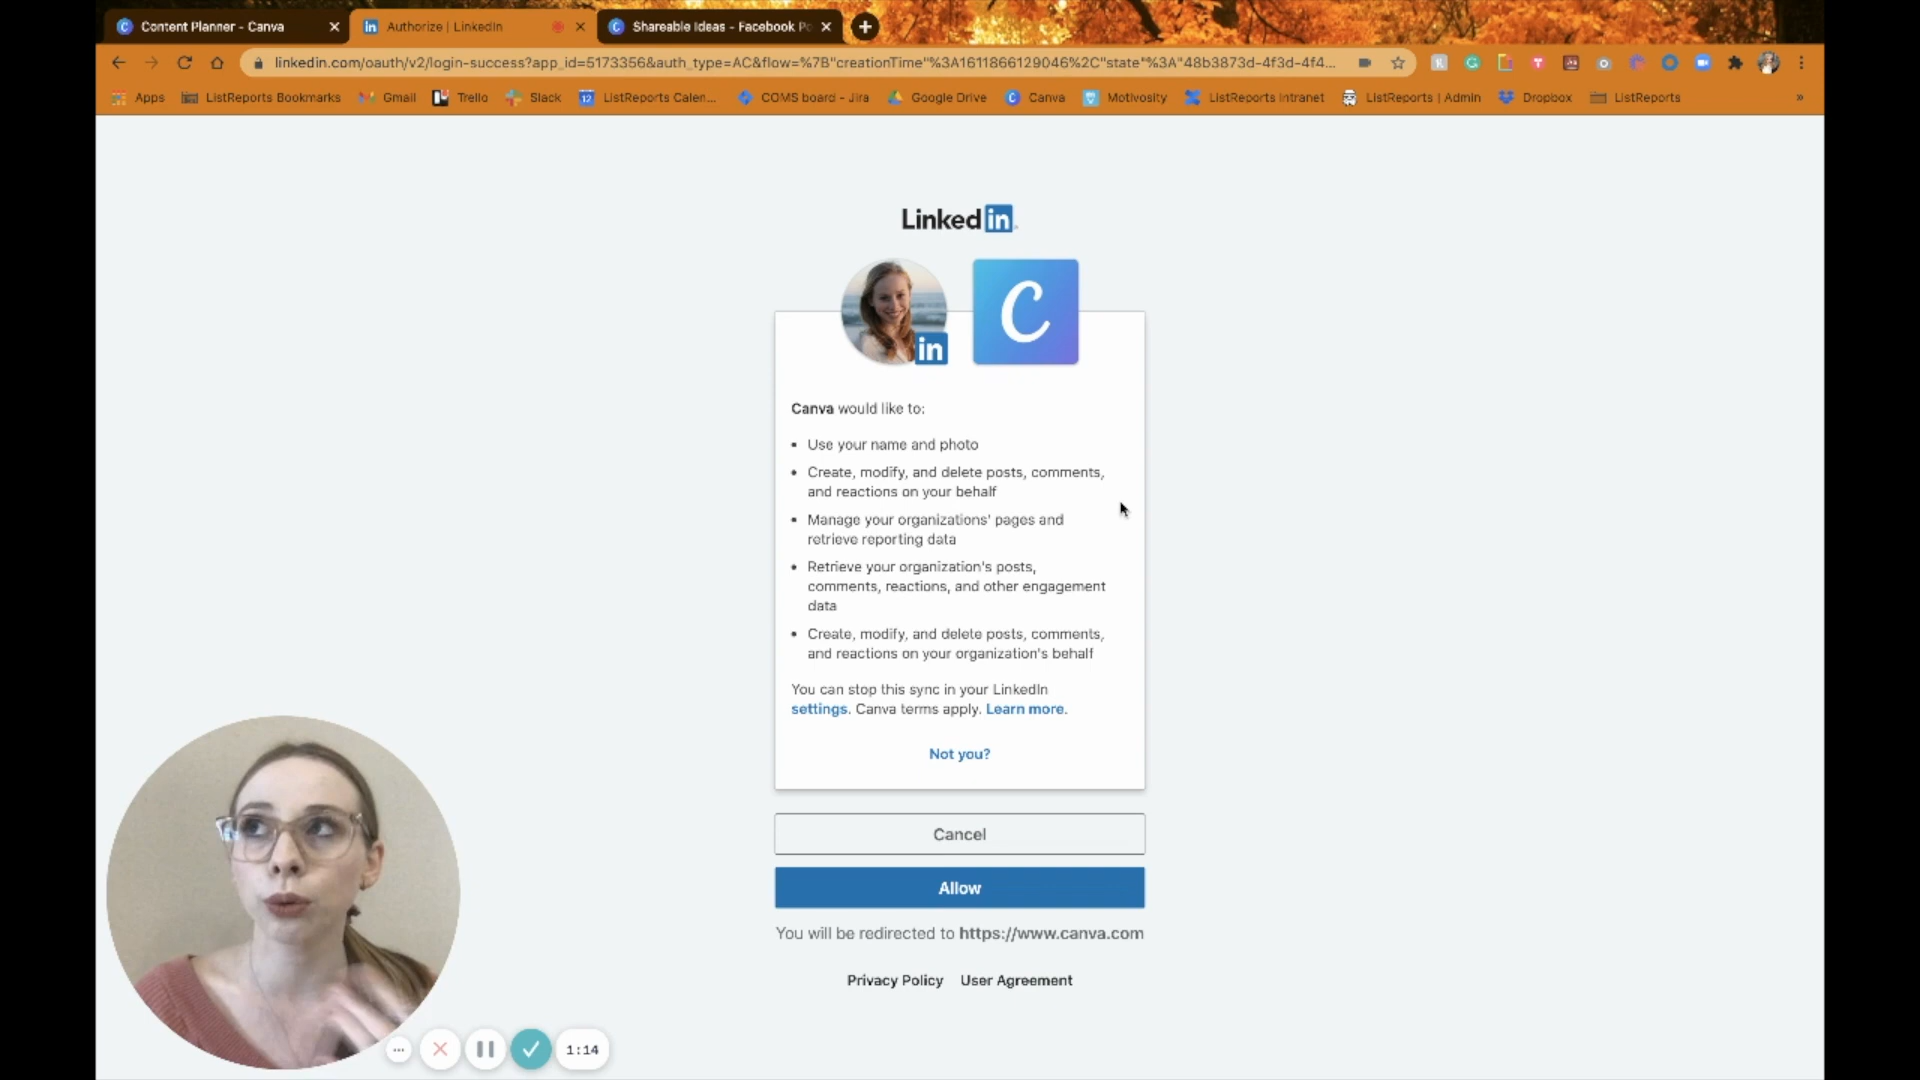 Content Planner - Canva
Authorize | LinkedIn
Shareable Ideas - Facebook Po
linkedin.com/oauth/v2/login-success?app_id=5173356&auth_type=AC&flow=%7B"creationTime"%3A1611866129046%2C"state"%3A"48b3873d-4f3d-4f4...
Apps
ListReports Bookmarks
Gmail
Trello
Slack
ListReports Calen...
COMS board - Jira
Google Drive
Canva
Motivosity
ListReports Intranet
ListReports | Admin
Dropbox
ListReports
»
Linked in
in
C
Canva would like to:
• Use your name and photo
• Create, modify, and delete posts, comments,
and reactions on your behalf
• Manage your organizations' pages and
retrieve reporting data
• Retrieve your organization's posts,
comments, reactions, and other engagement
data
• Create, modify, and delete posts, comments,
and reactions on your organization's behalf
You can stop this sync in your LinkedIn
settings. Canva terms apply. Learn more.
Not you?
Cancel
Allow
You will be redirected to https://www.canva.com
Privacy Policy User Agreement
1:14